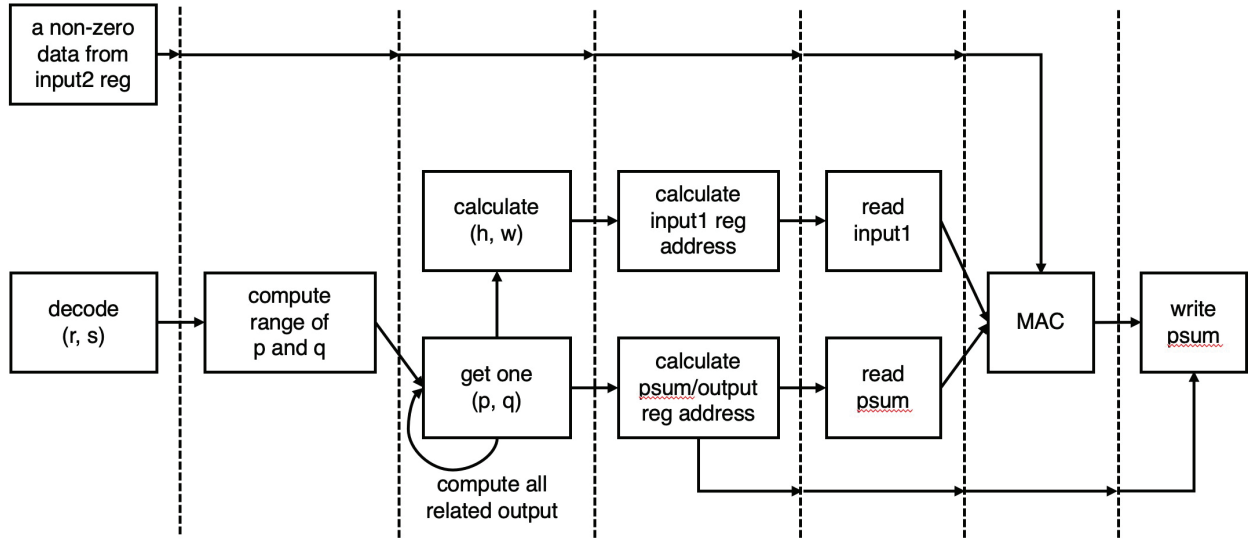 a non-zero
data from
input2 reg
decode
(r, s)
compute
range of
p and q
calculate
(h, w)
get one
(p, q)
compute all
related output
calculate
input1 reg
address
calculate
psum/output
reg address
read
input1
read
psum
MAC
write
psum